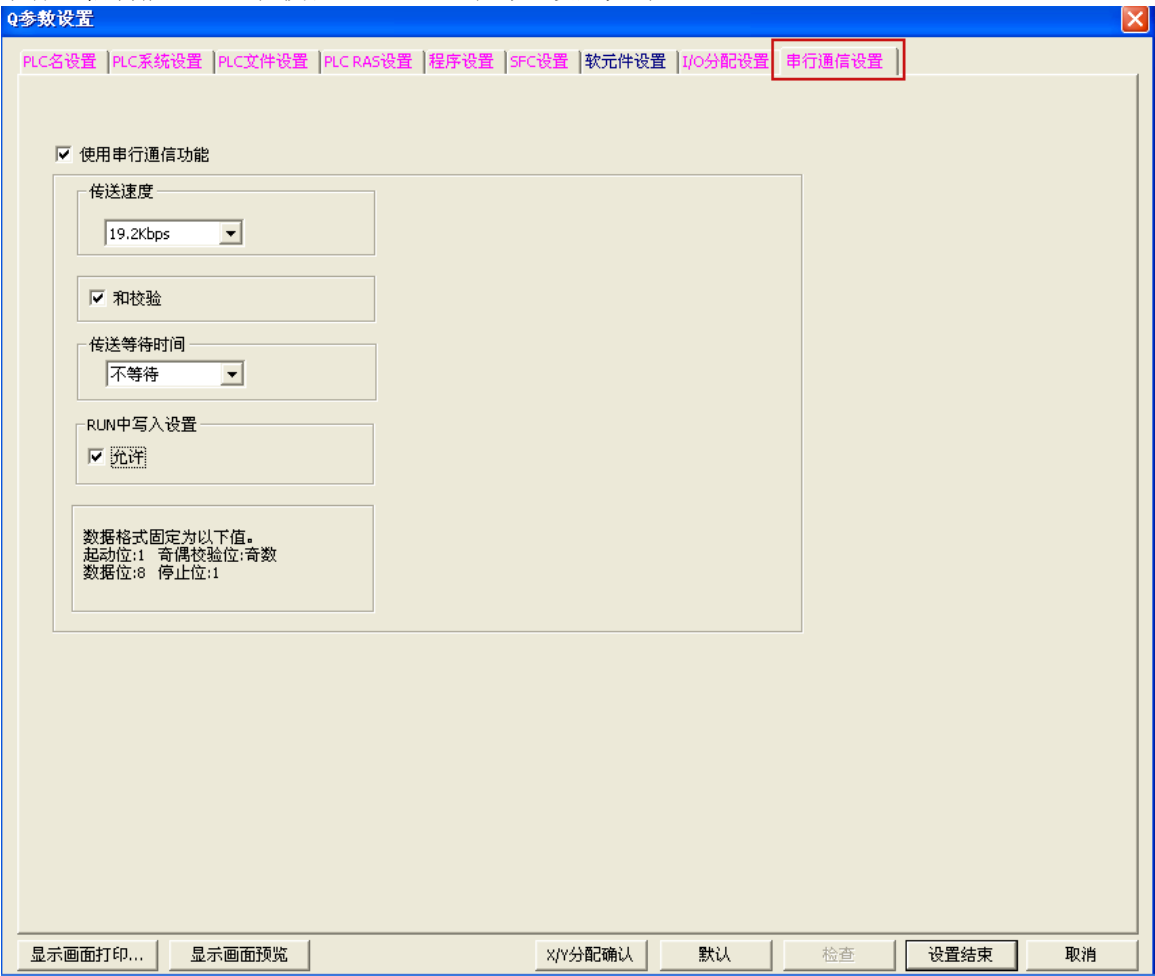 Q参数设置
PLC名设置 PLC系统设置 PLC文件设置 PLC RAS设置 程序设置 SFC设置 软元件设置 I/O分配设置 串行通信设置
使用串行通信功能
传送速度
19.2Kbps
和校验
传送等待时间
不等待
RUN中写入设置
允许
数据格式固定为以下值。
起动位:1 奇偶校验位:奇数
数据位:8 停止位:1
显示画面打印... 显示画面预览 X/Y分配确认 默认 检查 设置结束 取消